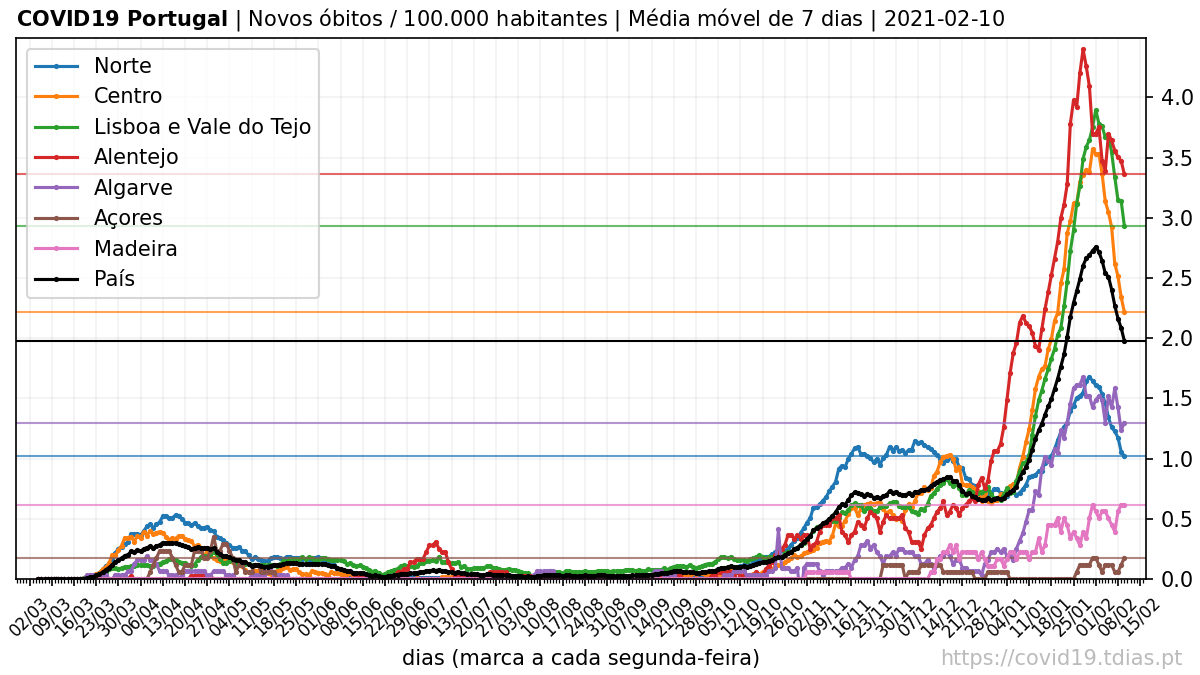 COVID19 Portugal | Novos óbitos / 100.000 habitantes | Média móvel de 7 dias | 2021-02-10
Norte
Centro
Lisboa e Vale do Tejo
Alentejo
Algarve
Açores
Madeira
País
4.0
3.5
3.0
2.5
2.0
1.5
1.0
0.5
0.0
02/03 09/03 16/03 23/03 30/03 06/04 13/04 20/04 27/04 04/05 11/05 18/05 25/05 01/06 08/06 15/06 22/06 29/06 06/07 13/07 20/07 27/07 03/08 10/08 17/08 24/08 31/08 07/09 14/09 21/09 28/09 05/10 12/10 19/10 26/10 02/11 09/11 16/11 23/11 30/11 07/12 14/12 21/12 28/12 04/01 11/01 18/01 25/01 01/02 08/02 15/02
dias (marca a cada segunda-feira)
https://covid19.tdias.pt